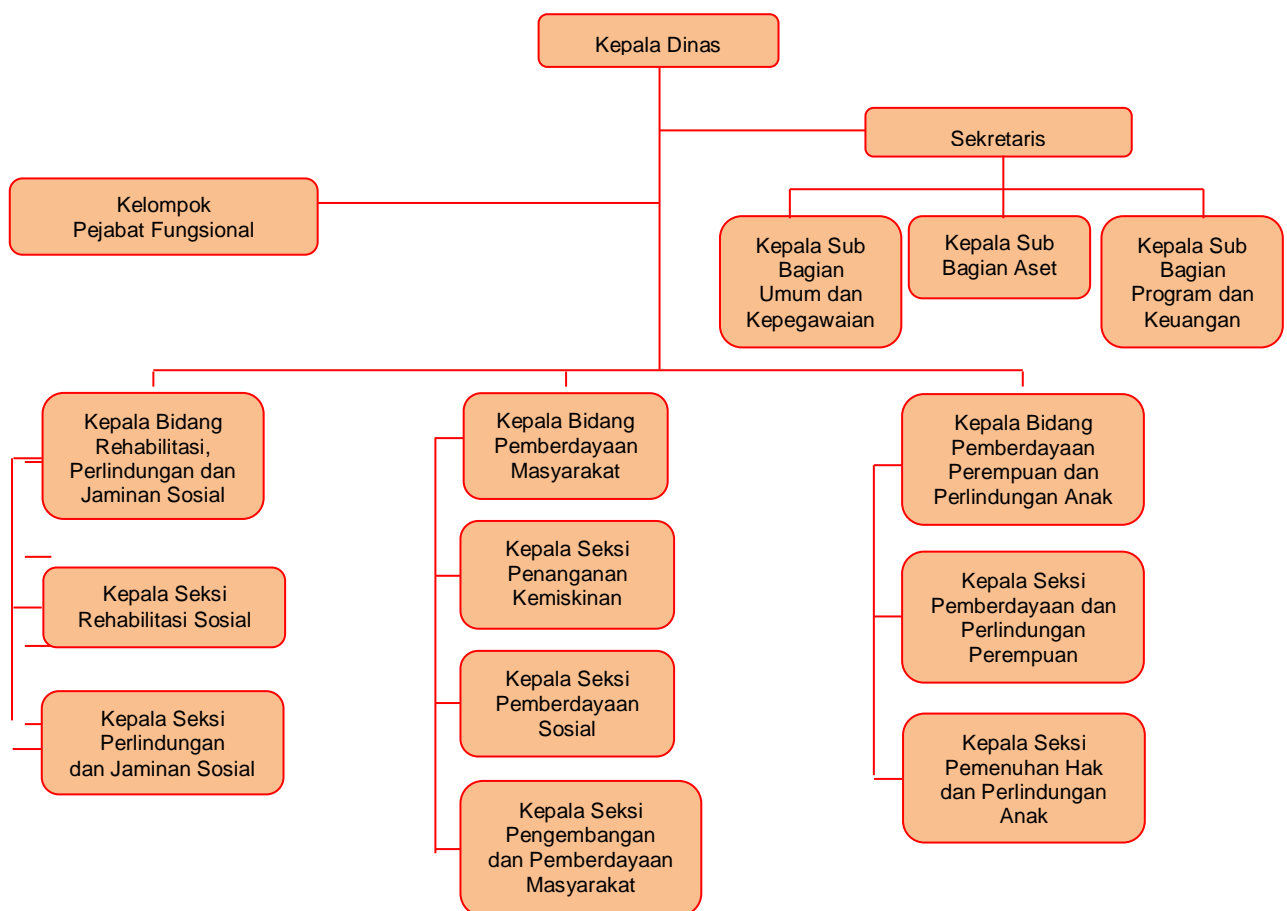 Kepala Dinas
Sekretaris
Kelompok
Pejabat Fungsional
Kepala Sub
Bagian
Umum dan
Kepegawaian
Kepala Sub
Bagian Aset
Kepala Sub
Bagian
Program dan
Keuangan
Kepala Bidang
Rehabilitasi,
Perlindungan dan
Jaminan Sosial
Kepala Seksi
Rehabilitasi Sosial
Kepala Seksi
Perlindungan
dan Jaminan Sosial
Kepala Bidang
Pemberdayaan
Masyarakat
Kepala Seksi
Penanganan
Kemiskinan
Kepala Seksi
Pemberdayaan
Sosial
Kepala Seksi
Pengembangan
dan Pemberdayaan
Masyarakat
Kepala Bidang
Pemberdayaan
Perempuan dan
Perlindungan Anak
Kepala Seksi
Pemberdayaan dan
Perlindungan
Perempuan
Kepala Seksi
Pemenuhan Hak
dan Perlindungan
Anak